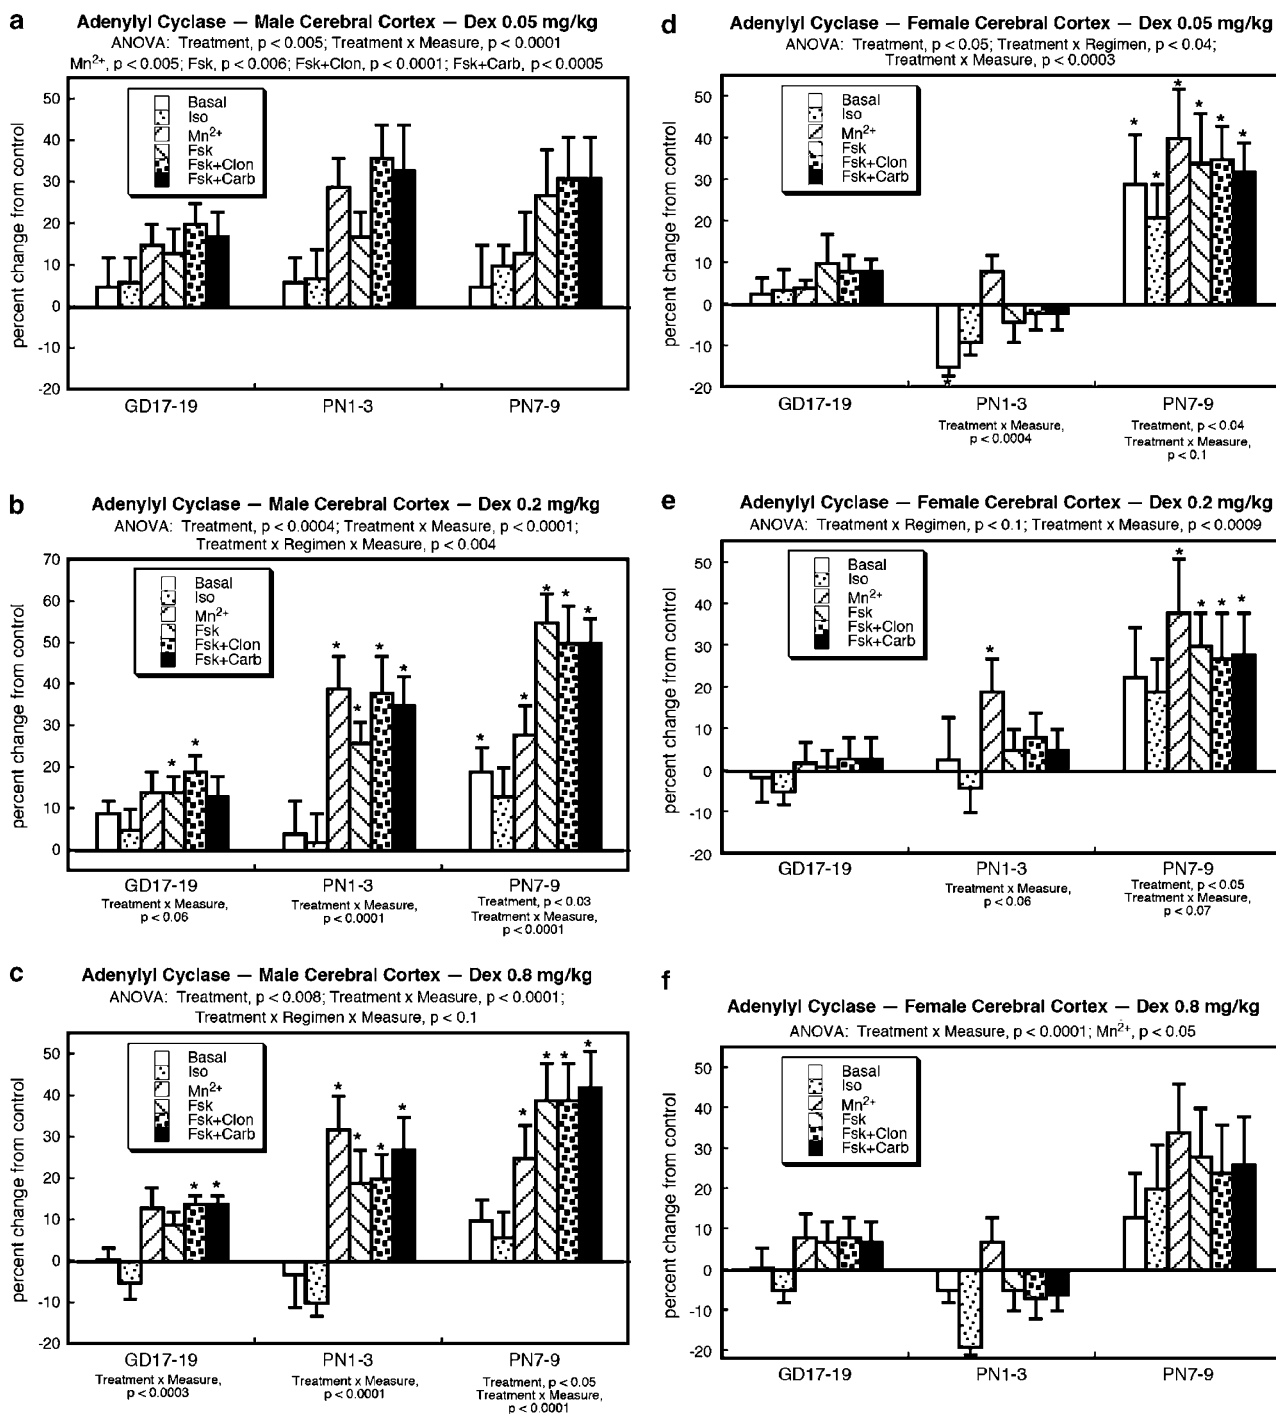 a
Adenylyl Cyclase — Male Cerebral Cortex — Dex 0.05 mg/kg
ANOVA: Treatment, p < 0.005; Treatment x Measure, p < 0.0001
Mn2+, p < 0.005; Fsk, p < 0.006; Fsk+Clon, p < 0.0001; Fsk+Carb, p < 0.0005
percent change from control
50
40
30
20
10
0
-10
-20
Basal
Iso
Mn2+
Fsk
Fsk+Clon
Fsk+Carb
GD17-19 PN1-3 PN7-9
b
Adenylyl Cyclase — Male Cerebral Cortex — Dex 0.2 mg/kg
ANOVA: Treatment, p < 0.0004; Treatment x Measure, p < 0.0001;
Treatment x Regimen x Measure, p < 0.004
percent change from control
70
60
50
40
30
20
10
0
Basal
Iso
Mn2+
Fsk
Fsk+Clon
Fsk+Carb
* * * * * * * * * * *
GD17-19 PN1-3 PN7-9
Treatment x Measure,
p < 0.06
Treatment x Measure,
p < 0.0001
Treatment, p < 0.03
Treatment x Measure,
p < 0.0001
c
Adenylyl Cyclase — Male Cerebral Cortex — Dex 0.8 mg/kg
ANOVA: Treatment, p < 0.008; Treatment x Measure, p < 0.0001;
Treatment x Regimen x Measure, p < 0.1
percent change from control
50
40
30
20
10
0
-10
-20
Basal
Iso
Mn2+
Fsk
Fsk+Clon
Fsk+Carb
* * * * * * * * * *
GD17-19 PN1-3 PN7-9
Treatment x Measure,
p < 0.0003
Treatment x Measure,
p < 0.0001
Treatment, p < 0.05
Treatment x Measure,
p < 0.0001
d
Adenylyl Cyclase — Female Cerebral Cortex — Dex 0.05 mg/kg
ANOVA: Treatment, p < 0.05; Treatment x Regimen, p < 0.04;
Treatment x Measure, p < 0.0003
percent change from control
50
40
30
20
10
0
-10
-20
Basal
Iso
Mn2+
Fsk
Fsk+Clon
Fsk+Carb
* * * * * * *
GD17-19 PN1-3 PN7-9
Treatment x Measure,
p < 0.0004
Treatment, p < 0.04
Treatment x Measure,
p < 0.1
e
Adenylyl Cyclase — Female Cerebral Cortex — Dex 0.2 mg/kg
ANOVA: Treatment x Regimen, p < 0.1; Treatment x Measure, p < 0.0009
percent change from control
50
40
30
20
10
0
-10
-20
Basal
Iso
Mn2+
Fsk
Fsk+Clon
Fsk+Carb
* * * * *
GD17-19 PN1-3 PN7-9
Treatment x Measure,
p < 0.06
Treatment, p < 0.05
Treatment x Measure,
p < 0.07
f
Adenylyl Cyclase — Female Cerebral Cortex — Dex 0.8 mg/kg
ANOVA: Treatment x Measure, p < 0.0001; Mn2+, p < 0.05
percent change from control
50
40
30
20
10
0
-10
-20
Basal
Iso
Mn2+
Fsk
Fsk+Clon
Fsk+Carb
GD17-19 PN1-3 PN7-9